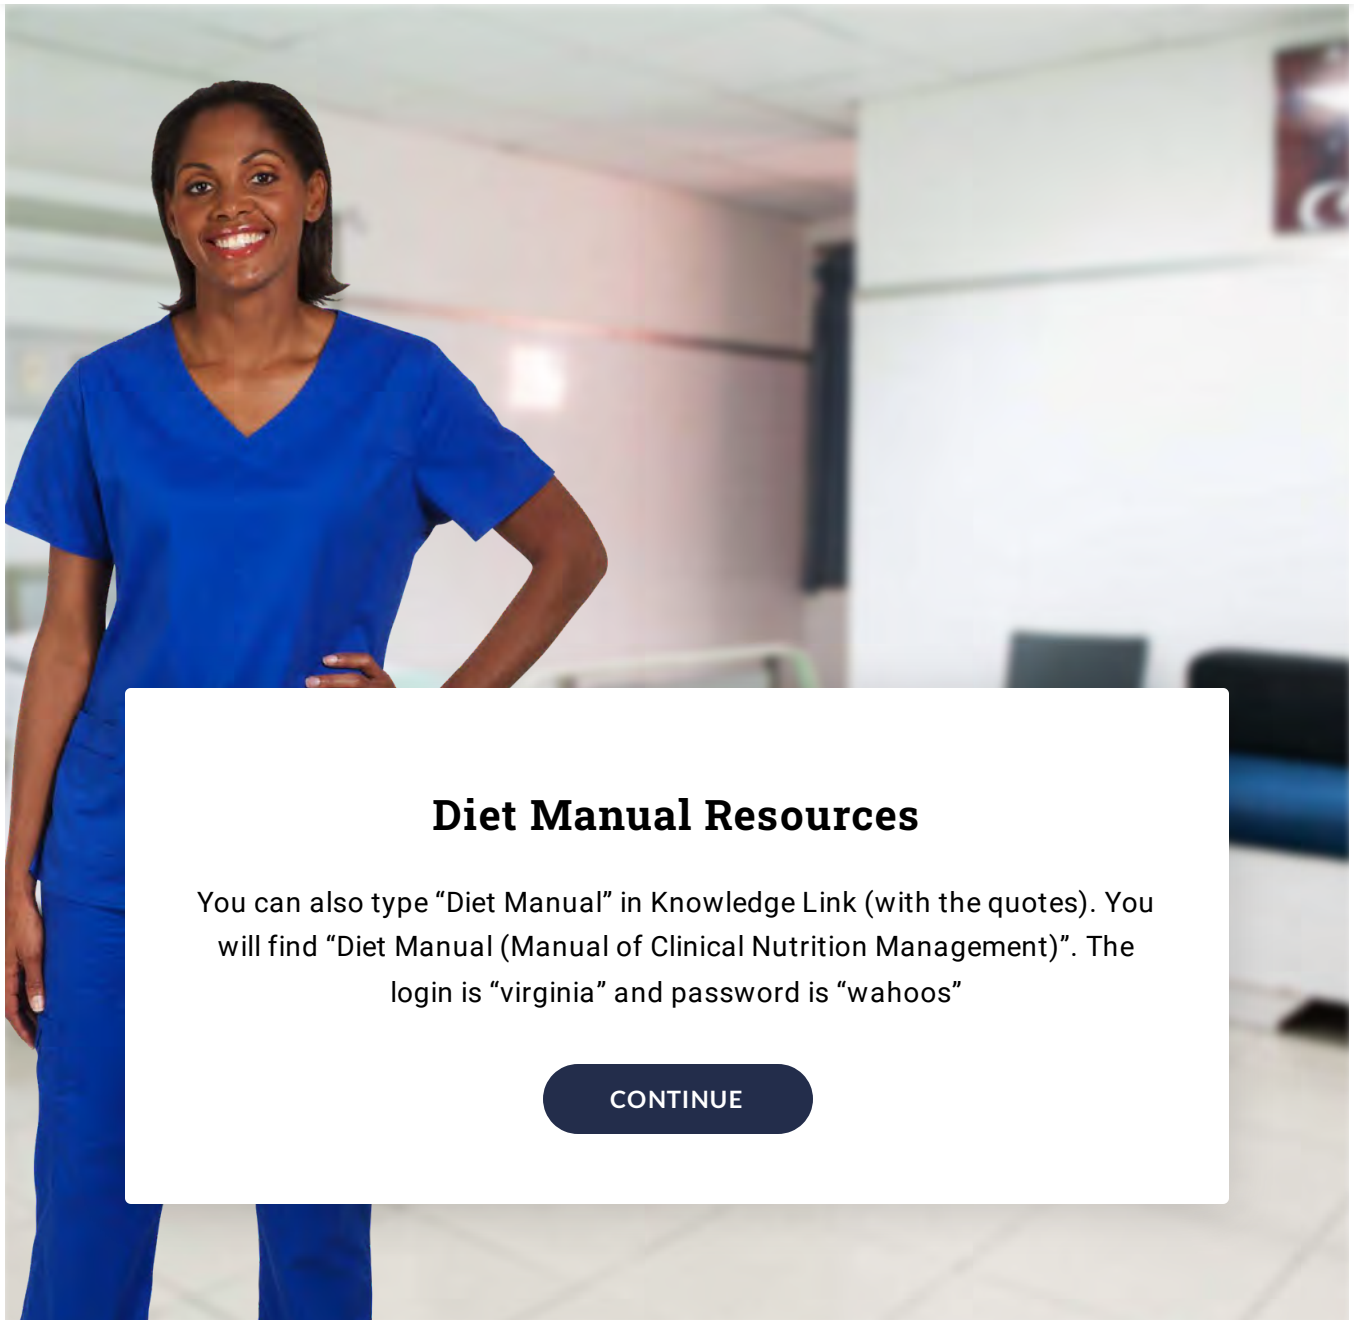 Diet Manual Resources
You can also type “Diet Manual” in Knowledge Link (with the quotes). You
will find “Diet Manual (Manual of Clinical Nutrition Management)”. The
login is “virginia” and password is “wahoos”
CONTINUE